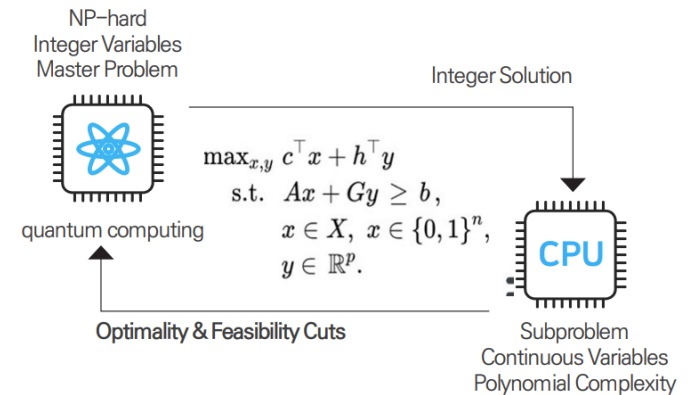 NP-hard
Integer Variables
Master Problem
Integer Solution
max_{x,y} c^⊤x + h^⊤y
s.t. Ax + Gy ≥ b,
x ∈ X, x ∈ {0,1}^n,
y ∈ ℝ^p.
quantum computing
CPU
Optimality & Feasibility Cuts
Subproblem
Continuous Variables
Polynomial Complexity